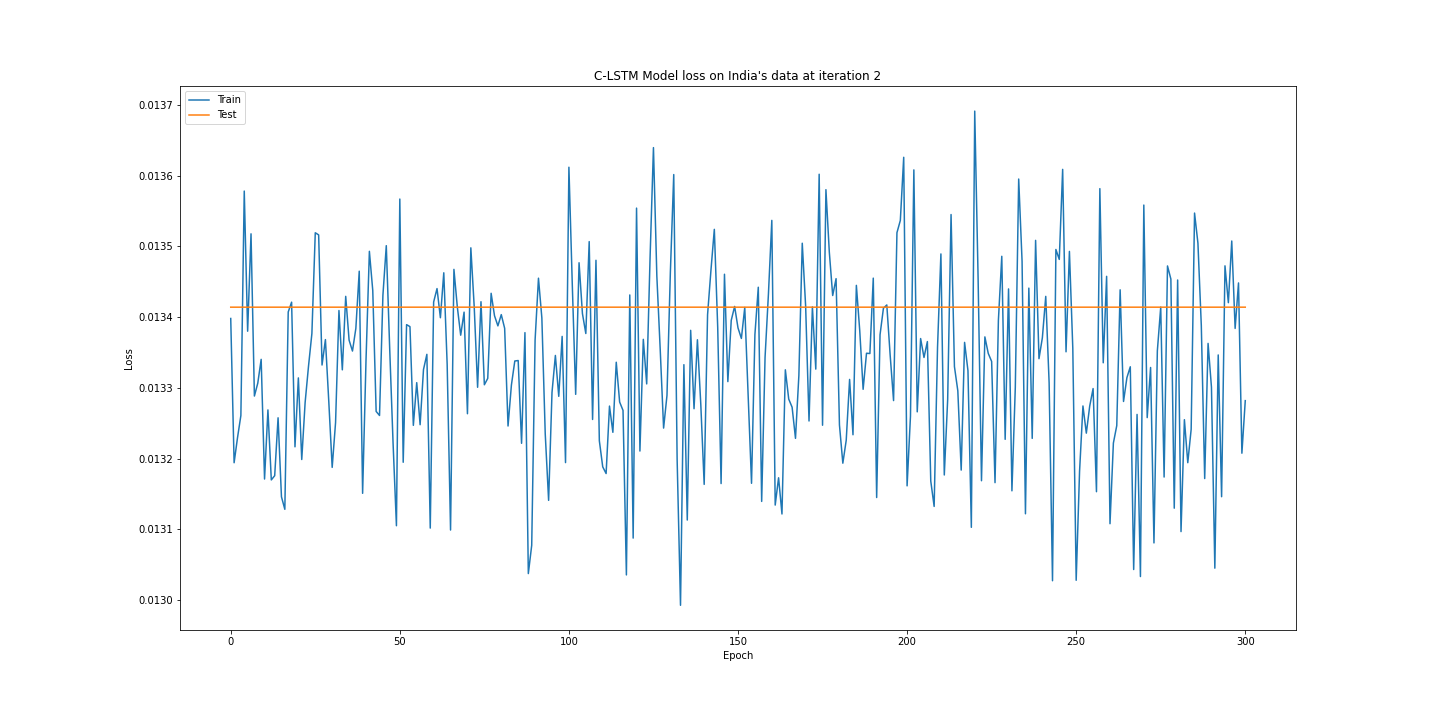 C-LSTM Model loss on India's data at iteration 2
Train
Test
0.0137
0.0136
0.0135
0.0134
0.0133
0.0132
0.0131
0.0130
Loss
0 50 100 150 200 250 300
Epoch